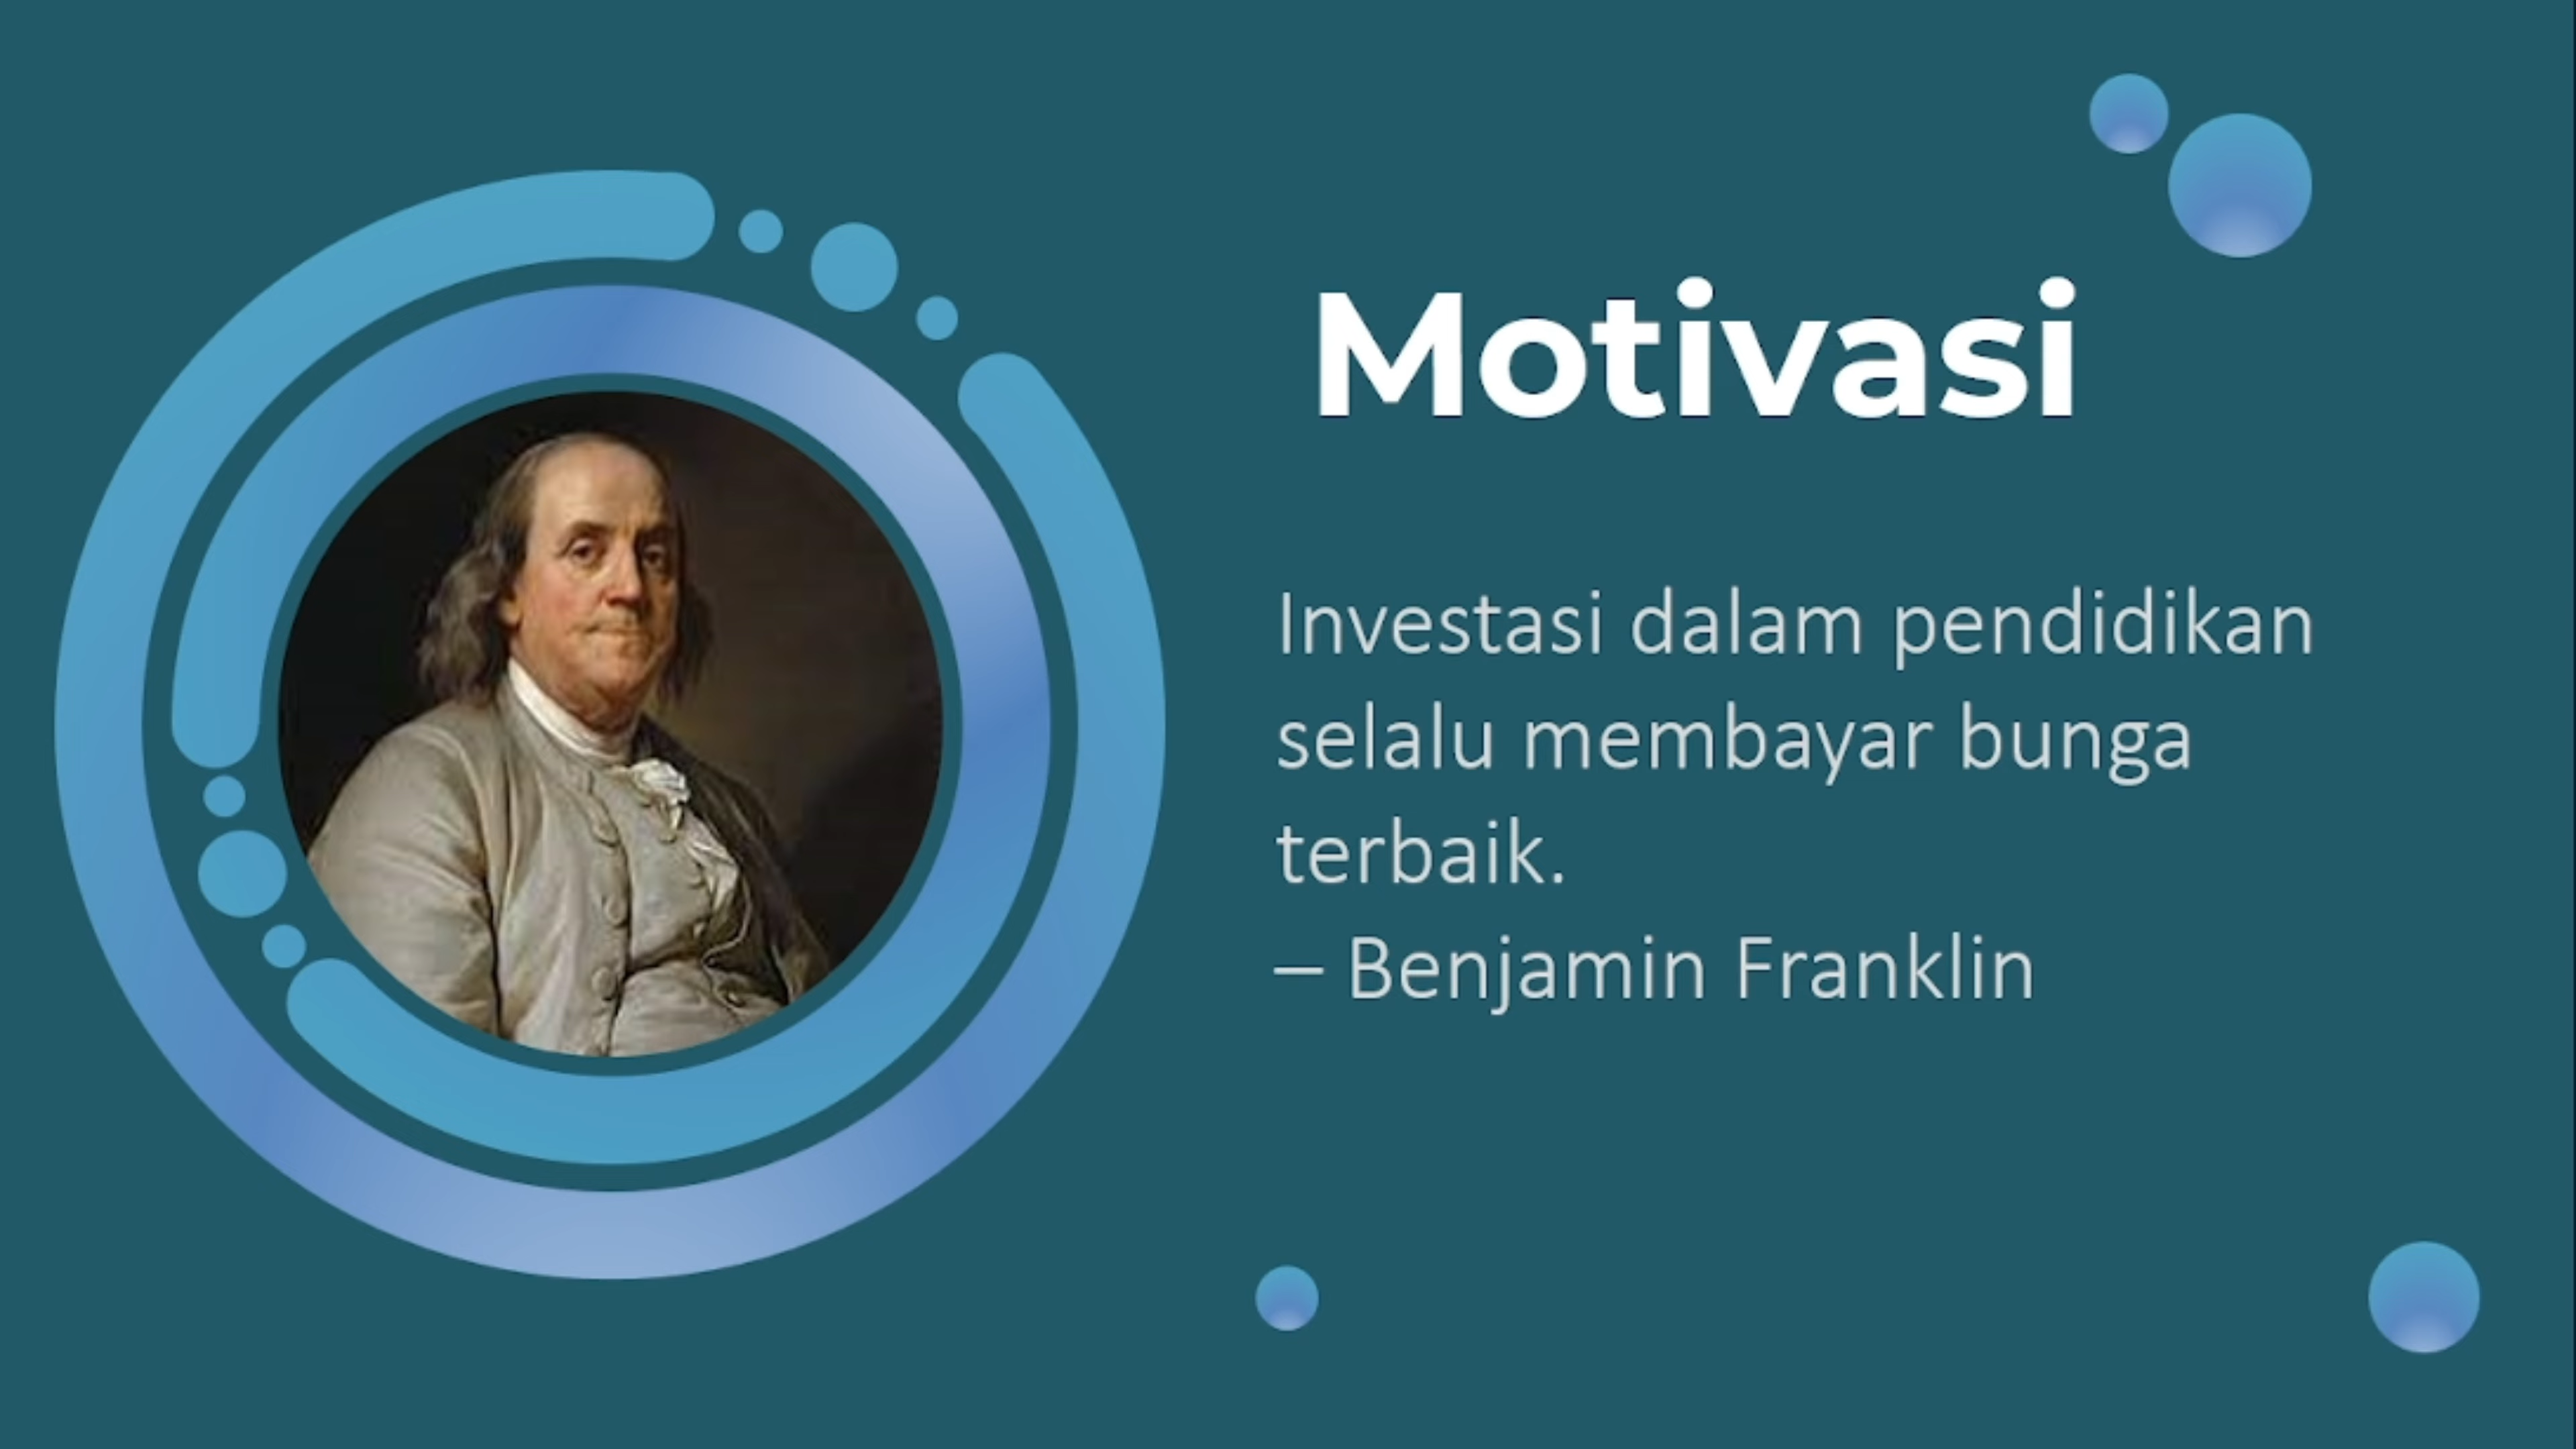 Motivasi
Investasi dalam pendidikan
selalu membayar bunga
terbaik.
– Benjamin Franklin